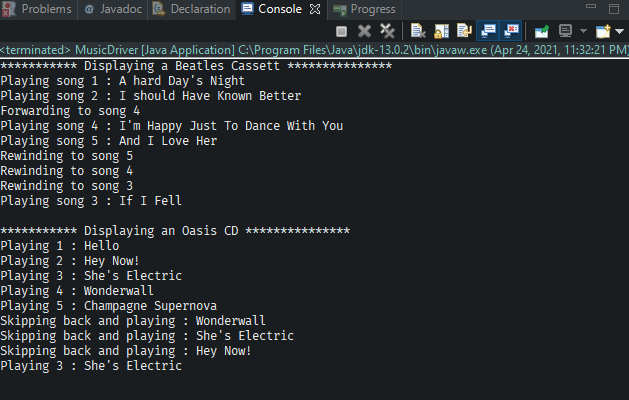 Problems @ Javadoc Declaration Console Progress
<terminated> MusicDriver [Java Application] C:\Program Files\Java\jdk-13.0.2\bin\javaw.exe (Apr 24, 2021, 11:32:21 PM)
*********** Displaying a Beatles Cassett ***************
Playing song 1 : A hard Day's Night
Playing song 2 : I should Have Known Better
Forwarding to song 4
Playing song 4 : I'm Happy Just To Dance With You
Playing song 5 : And I Love Her
Rewinding to song 5
Rewinding to song 4
Rewinding to song 3
Playing song 3 : If I Fell
*********** Displaying an Oasis CD ***************
Playing 1 : Hello
Playing 2 : Hey Now!
Playing 3 : She's Electric
Playing 4 : Wonderwall
Playing 5 : Champagne Supernova
Skipping back and playing : Wonderwall
Skipping back and playing : She's Electric
Skipping back and playing : Hey Now!
Playing 3 : She's Electric